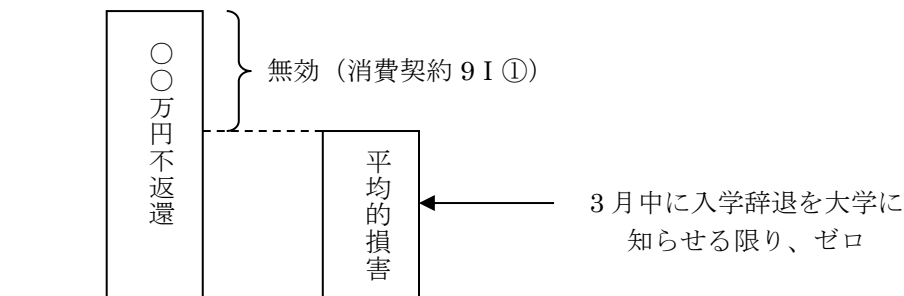 〇〇万円不返還
無効（消費契約 9 I ①）
平均的損害
3 月中に入学辞退を大学に
知らせる限り、ゼロ